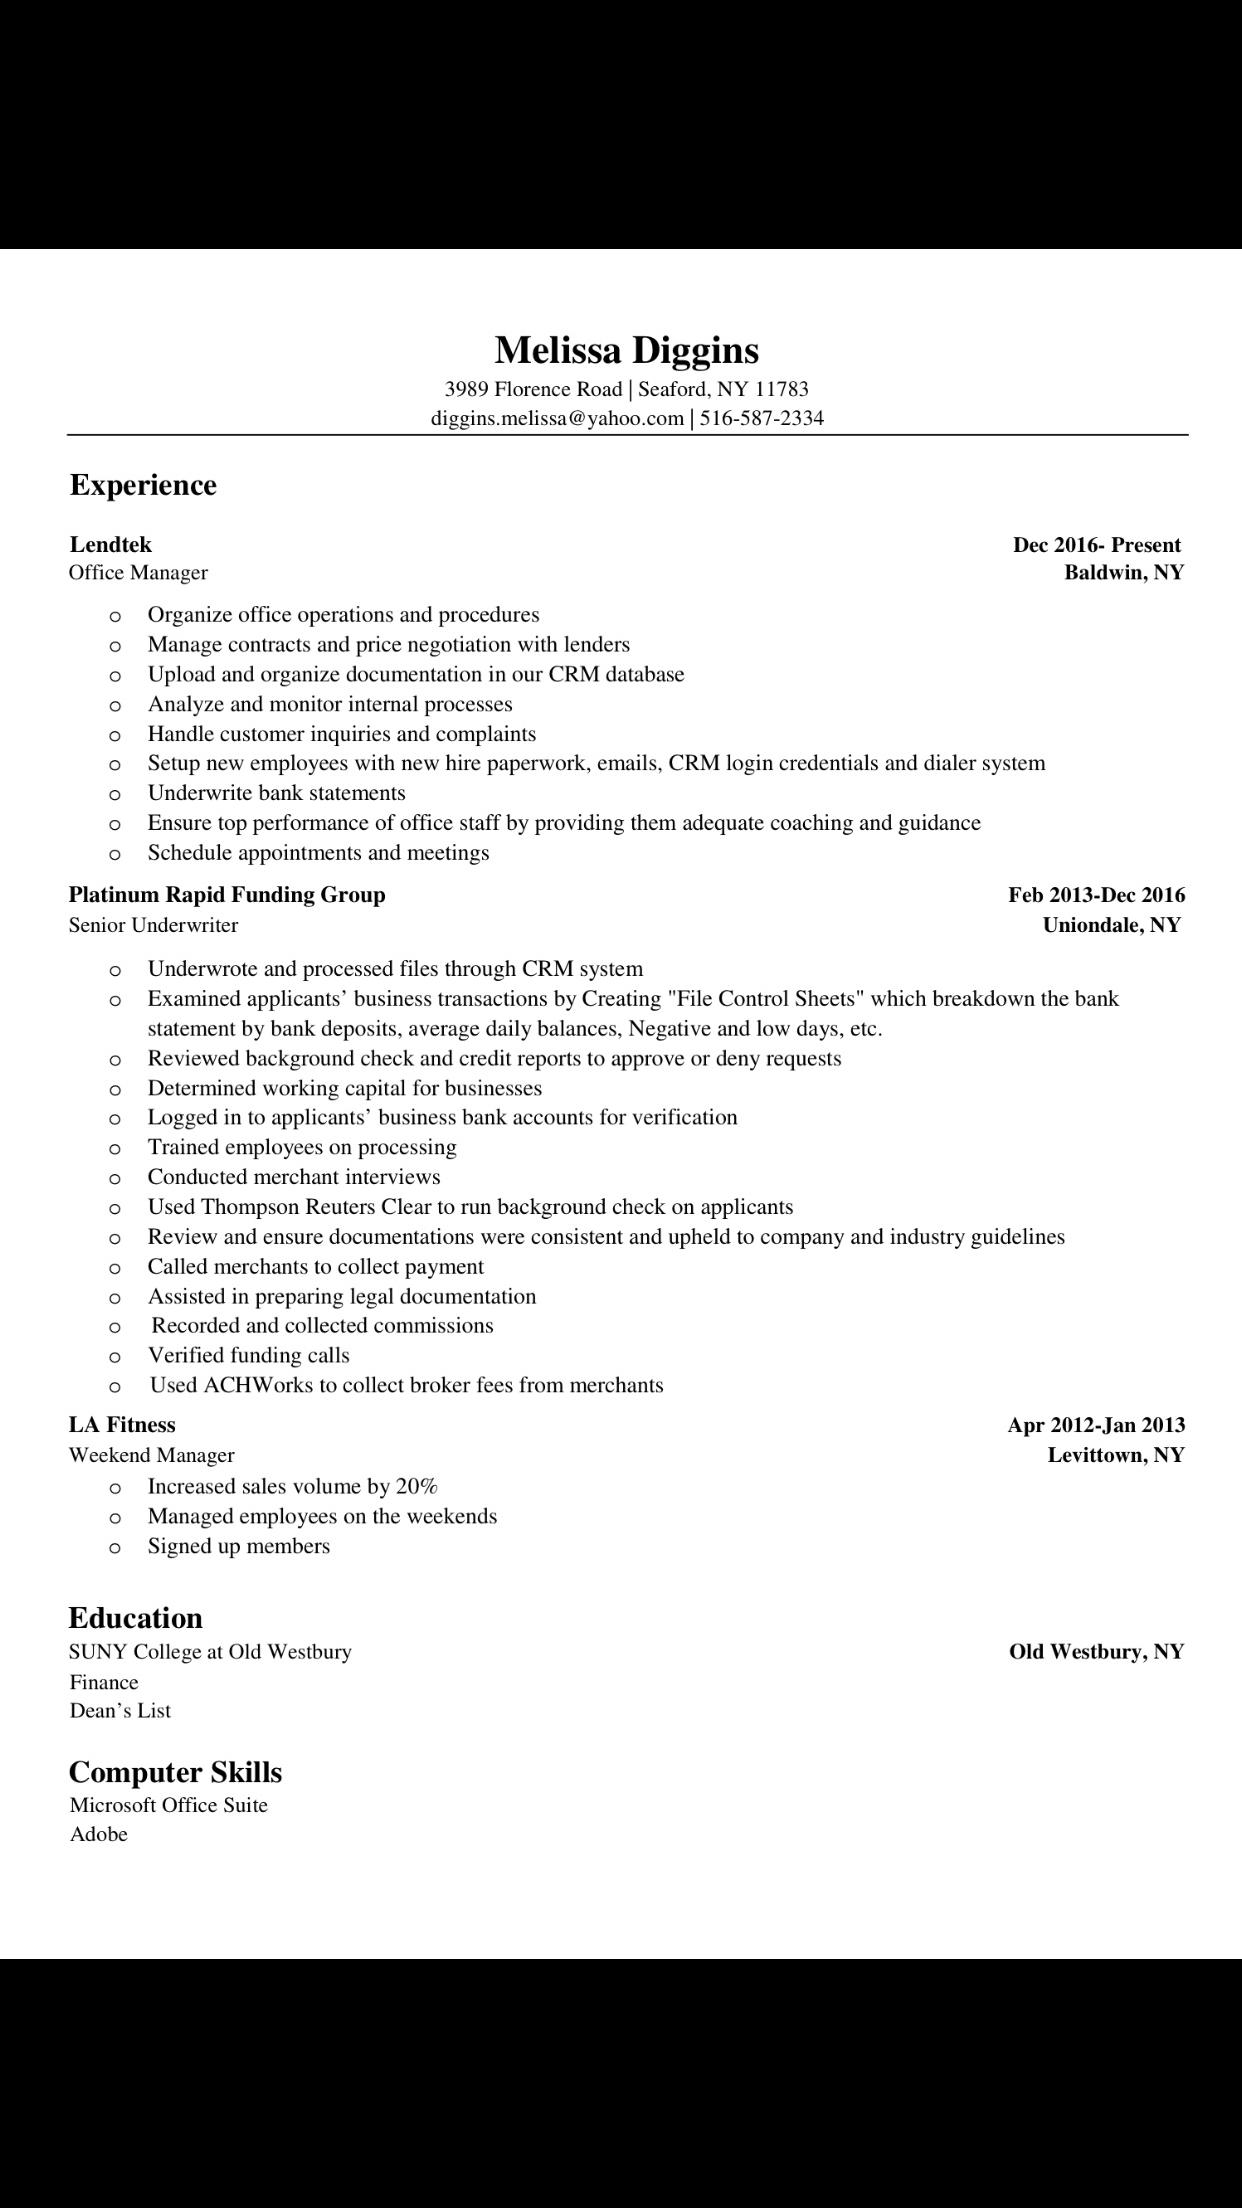 Melissa Diggins
3989 Florence Road | Seaford, NY 11783
diggins.melissa@yahoo.com | 516-587-2334
Experience
Lendtek Dec 2016- Present
Office Manager Baldwin, NY
o Organize office operations and procedures
o Manage contracts and price negotiation with lenders
o Upload and organize documentation in our CRM database
o Analyze and monitor internal processes
o Handle customer inquiries and complaints
o Setup new employees with new hire paperwork, emails, CRM login credentials and dialer system
o Underwrite bank statements
o Ensure top performance of office staff by providing them adequate coaching and guidance
o Schedule appointments and meetings
Platinum Rapid Funding Group Feb 2013-Dec 2016
Senior Underwriter Uniondale, NY
o Underwrote and processed files through CRM system
o Examined applicants’ business transactions by Creating "File Control Sheets" which breakdown the bank
statement by bank deposits, average daily balances, Negative and low days, etc.
o Reviewed background check and credit reports to approve or deny requests
o Determined working capital for businesses
o Logged in to applicants’ business bank accounts for verification
o Trained employees on processing
o Conducted merchant interviews
o Used Thompson Reuters Clear to run background check on applicants
o Review and ensure documentations were consistent and upheld to company and industry guidelines
o Called merchants to collect payment
o Assisted in preparing legal documentation
o Recorded and collected commissions
o Verified funding calls
o Used ACHWorks to collect broker fees from merchants
LA Fitness Apr 2012-Jan 2013
Weekend Manager Levittown, NY
o Increased sales volume by 20%
o Managed employees on the weekends
o Signed up members
Education
SUNY College at Old Westbury Old Westbury, NY
Finance
Dean’s List
Computer Skills
Microsoft Office Suite
Adobe